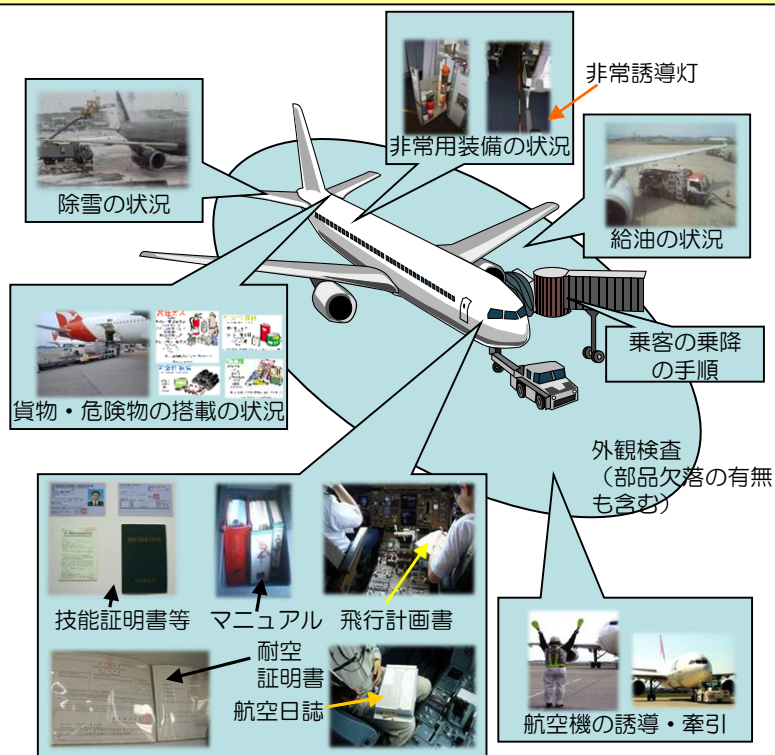 非常誘導灯
非常用装備の状況
除雪の状況
給油の状況
乗客の乗降
の手順
貨物・危険物の搭載の状況
外観検査
(部品欠落の有無
も含む)
技能証明書等
マニュアル
飛行計画書
耐空
証明書
航空日誌
航空機の誘導・牽引